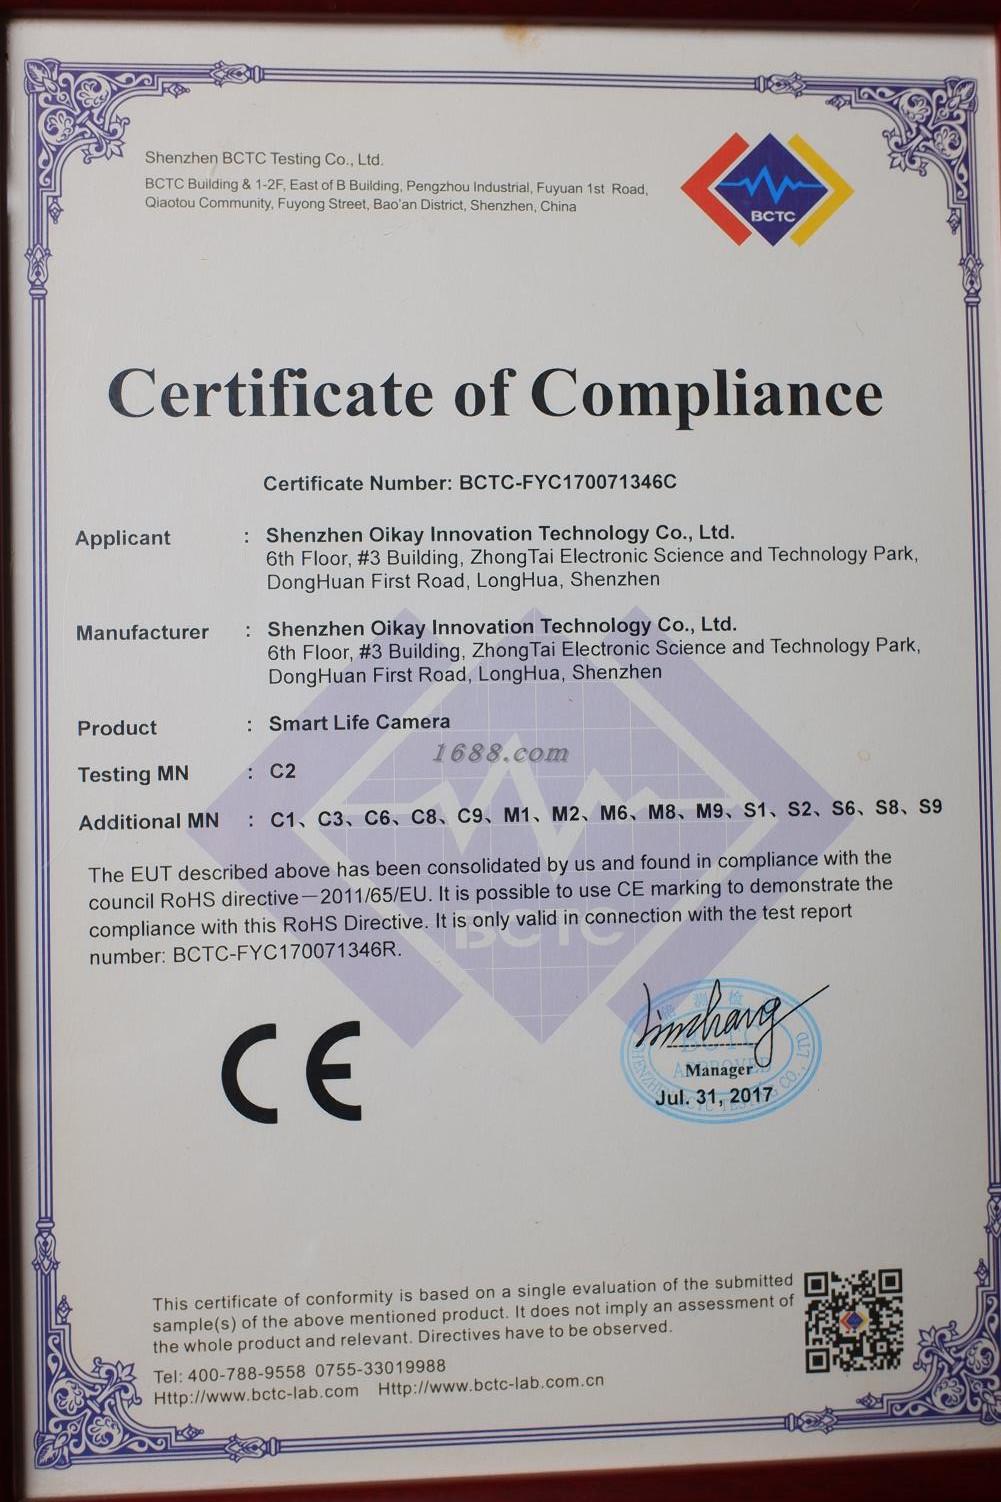 Shenzhen BCTC Testing Co., Ltd.
BCTC Building & 1-2F, East of B Building, Pengzhou Industrial, Fuyuan 1st Road,
Qiaotou Community, Fuyong Street, Bao'an District, Shenzhen, China
BCTC
Certificate of Compliance
Certificate Number: BCTC-FYC170071346C
Applicant : Shenzhen Oikay Innovation Technology Co., Ltd.
6th Floor, #3 Building, ZhongTai Electronic Science and Technology Park,
DongHuan First Road, LongHua, Shenzhen
Manufacturer : Shenzhen Oikay Innovation Technology Co., Ltd.
6th Floor, #3 Building, ZhongTai Electronic Science and Technology Park,
DongHuan First Road, LongHua, Shenzhen
Product : Smart Life Camera
1688.com
Testing MN : C2
Additional MN : C1、C3、C6、C8、C9、M1、M2、M6、M8、M9、S1、S2、S6、S8、S9
The EUT described above has been consolidated by us and found in compliance with the
council RoHS directive—2011/65/EU. It is possible to use CE marking to demonstrate the
compliance with this RoHS Directive. It is only valid in connection with the test report
number: BCTC-FYC170071346R.
BCTC
CE
BCTC
APPROVED
Manager
Jul. 31, 2017
This certificate of conformity is based on a single evaluation of the submitted
sample(s) of the above mentioned product. It does not imply an assessment of
the whole product and relevant. Directives have to be observed.
Tel: 400-788-9558 0755-33019988
Http://www.bctc-lab.com Http://www.bctc-lab.com.cn